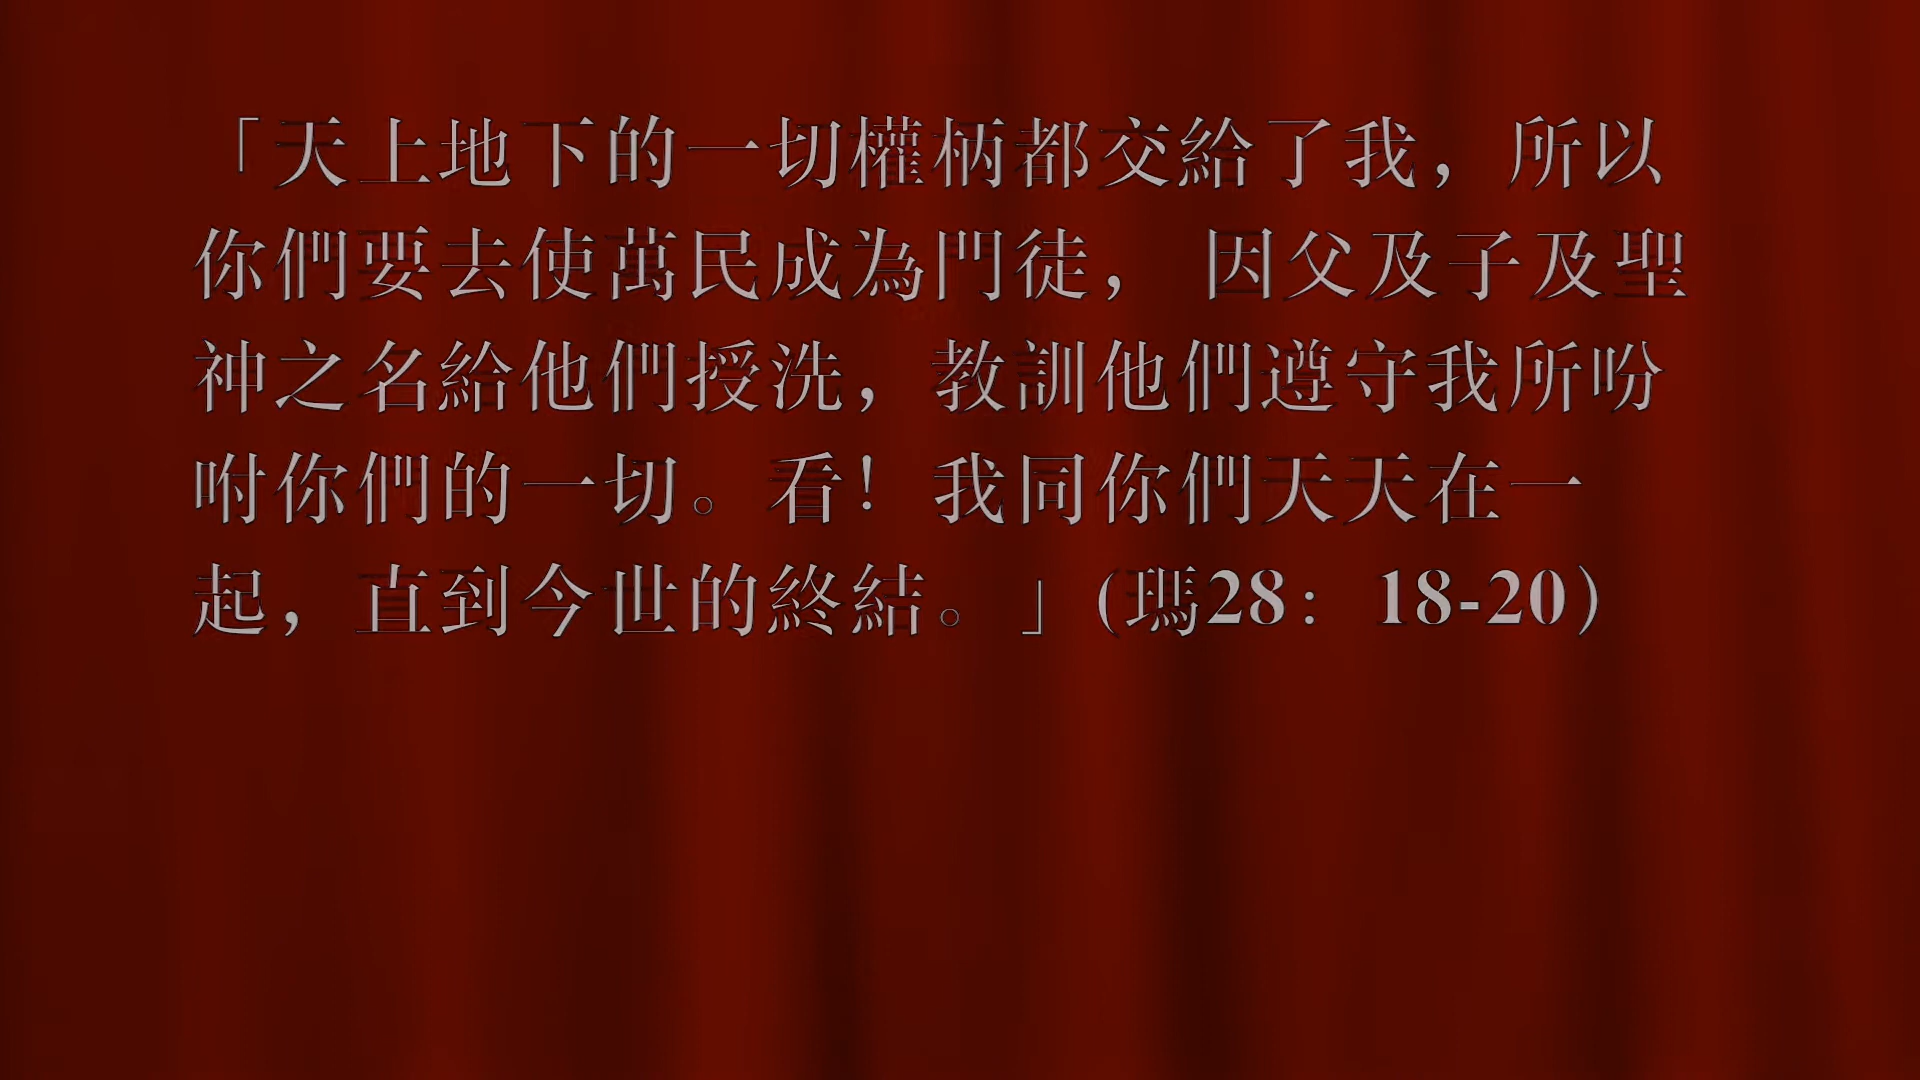 「天上地下的一切權柄都交給了我，所以
你們要去使萬民成為門徒， 因父及子及聖
神之名給他們授洗，教訓他們遵守我所吩
咐你們的一切。看！我同你們天天在一
起，直到今世的終結。」(瑪28：18-20)